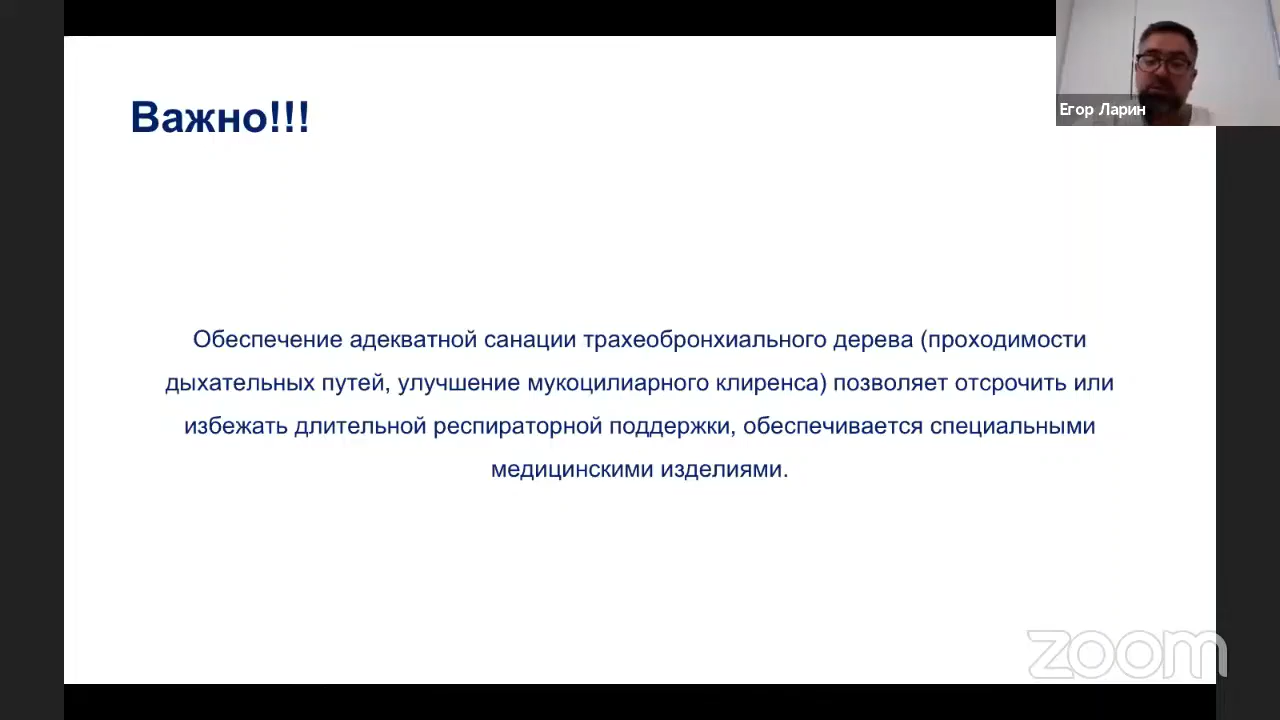 Важно!!!
Егор Ларин
Обеспечение адекватной санации трахеобронхиального дерева (проходимости
дыхательных путей, улучшение мукоцилиарного клиренса) позволяет отсрочить или
избежать длительной респираторной поддержки, обеспечивается специальными
медицинскими изделиями.
zoom